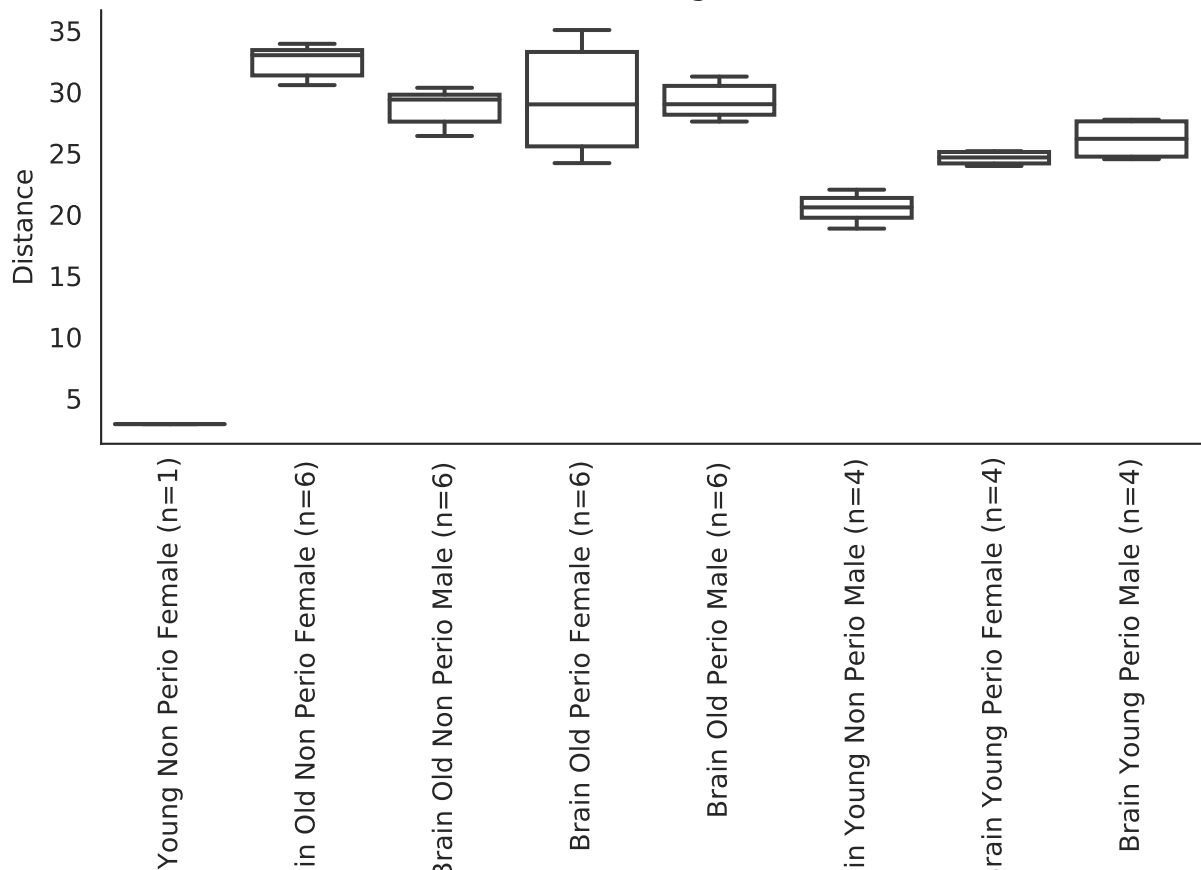 35
30
25
20
15
10
5
Distance
Young Non Perio Female (n=1)
in Old Non Perio Female (n=6)
Brain Old Non Perio Male (n=6)
Brain Old Perio Female (n=6)
Brain Old Perio Male (n=6)
in Young Non Perio Male (n=4)
rain Young Perio Female (n=4)
Brain Young Perio Male (n=4)